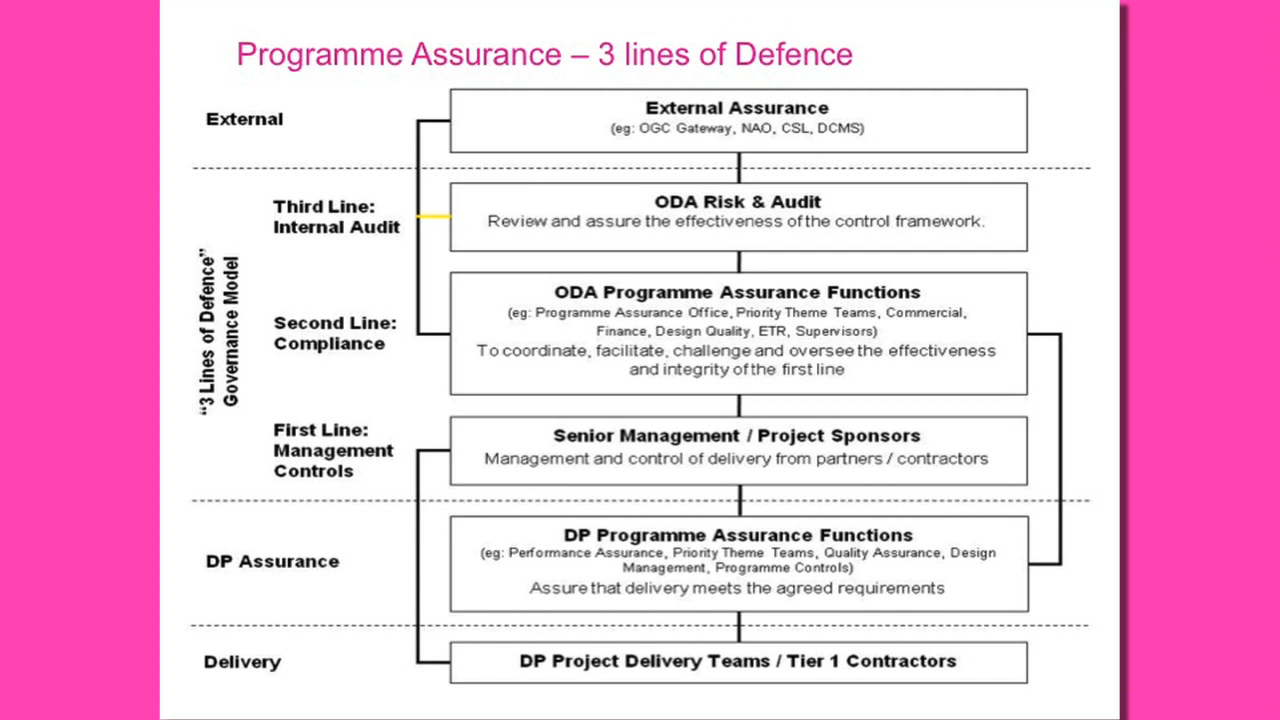 Programme Assurance – 3 lines of Defence
External
External Assurance
(eg: OGC Gateway, NAO, CSL, DCMS)
"3 Lines of Defence"
Governance Model
Third Line:
Internal Audit
ODA Risk & Audit
Review and assure the effectiveness of the control framework.
Second Line:
Compliance
ODA Programme Assurance Functions
(eg: Programme Assurance Office, Priority Theme Teams, Commercial,
Finance, Design Quality, ETR, Supervisors)
To coordinate, facilitate, challenge and oversee the effectiveness
and integrity of the first line
First Line:
Management
Controls
Senior Management / Project Sponsors
Management and control of delivery from partners / contractors
DP Assurance
DP Programme Assurance Functions
(eg: Performance Assurance, Priority Theme Teams, Quality Assurance, Design
Management, Programme Controls)
Assure that delivery meets the agreed requirements
Delivery
DP Project Delivery Teams / Tier 1 Contractors